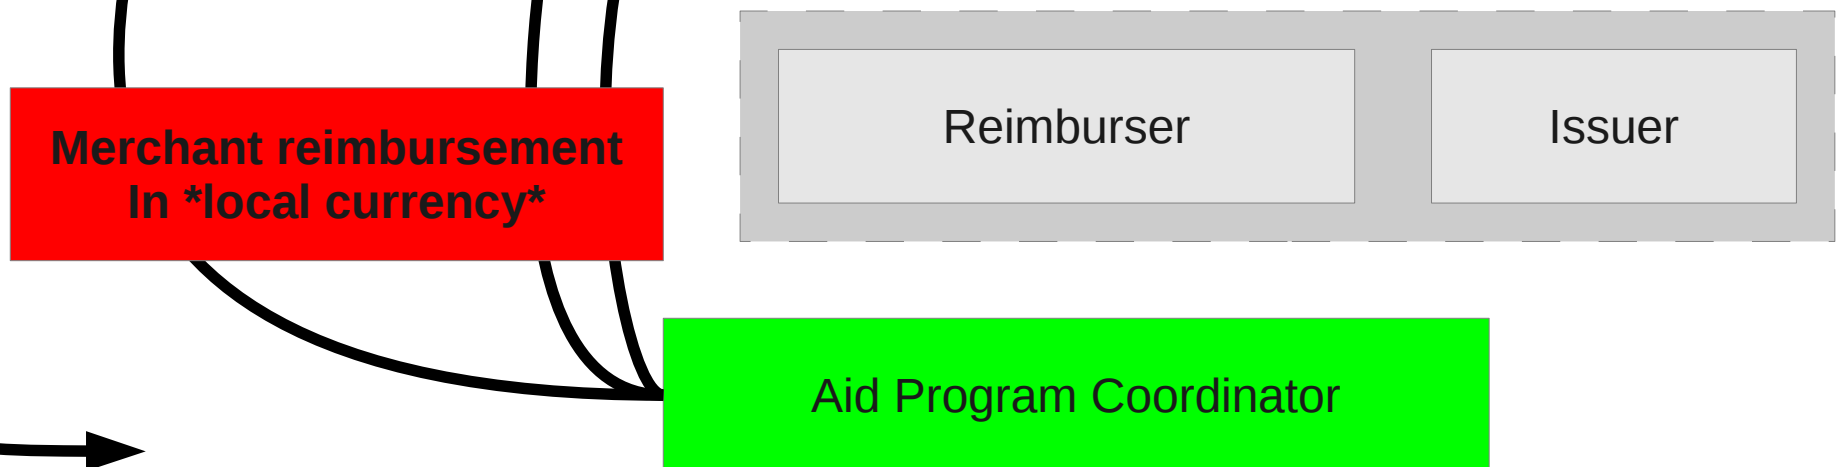 Merchant reimbursement
In *local currency*
Reimburser
Issuer
Aid Program Coordinator